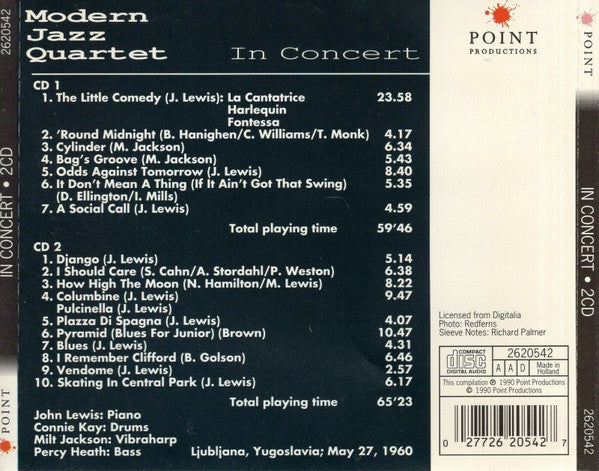 2620542
IN CONCERT • 2CD
POINT
Modern
Jazz
Quartet In Concert
CD 1
1. The Little Comedy (J. Lewis): La Cantatrice 23.58
Harlequin
Fontessa
2. 'Round Midnight (B. Hanighen/C. Williams/T. Monk) 4.17
3. Cylinder (M. Jackson) 6.34
4. Bag's Groove (M. Jackson) 5.43
5. Odds Against Tomorrow (J. Lewis) 8.40
6. It Don't Mean A Thing (If It Ain't Got That Swing) 5.35
(D. Ellington/I. Mills)
7. A Social Call (J. Lewis) 4.59
Total playing time 59'46
CD 2
1. Django (J. Lewis) 5.14
2. I Should Care (S. Cahn/A. Stordahl/P. Weston) 6.38
3. How High The Moon (N. Hamilton/M. Lewis) 8.22
4. Columbine (J. Lewis) 9.47
Pulcinella (J. Lewis)
5. Plazza Di Spagna (J. Lewis) 4.07
6. Pyramid (Blues For Junior) (Brown) 10.47
7. Blues (J. Lewis) 4.31
8. I Remember Clifford (B. Golson) 6.46
9. Vendome (J. Lewis) 2.57
10. Skating In Central Park (J. Lewis) 6.17
Total playing time 65'23
John Lewis: Piano
Connie Kay: Drums
Milt Jackson: Vibraharp
Percy Heath: Bass Ljubljana, Yugoslavia; May 27, 1960
POINT
PRODUCTIONS
Licensed from Digitalia
Photo: Redferns
Sleeve Notes: Richard Palmer
COMPACT
disc
DIGITAL AUDIO
2620542
A A D
Made in
Holland
This compilation ℗ 1990 Point Productions
© 1990 Point Productions
0 27726 20542 7
POINT
IN CONCERT • 2CD
2620542